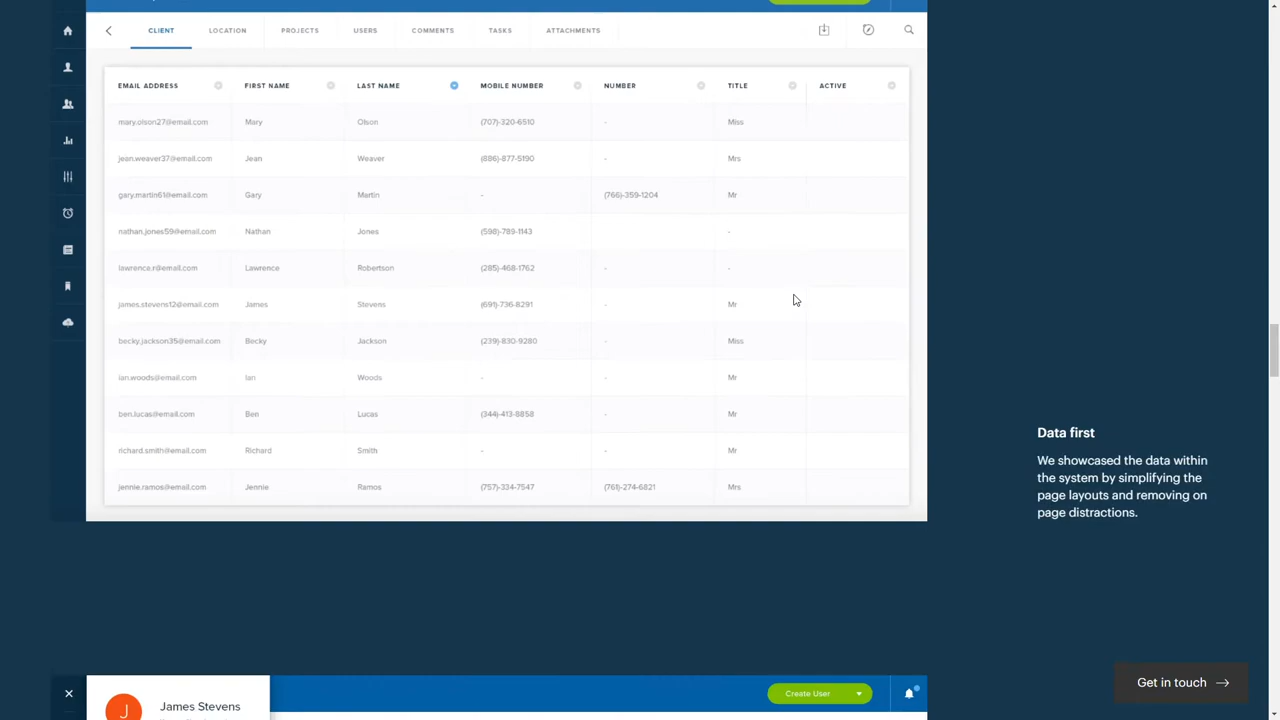 CLIENT LOCATION PROJECTS USERS COMMENTS TASKS ATTACHMENTS
EMAIL ADDRESS FIRST NAME LAST NAME MOBILE NUMBER NUMBER TITLE ACTIVE
mary.olson27@email.com Mary Olson (707)-320-6510 - Miss
jean.weaver37@email.com Jean Weaver (886)-877-5190 - Mrs
gary.martin61@email.com Gary Martin - (766)-359-1204 Mr
nathan.jones59@email.com Nathan Jones (598)-789-1143 -
lawrence.r@email.com Lawrence Robertson (285)-468-1762 - -
james.stevens12@email.com James Stevens (691)-736-8291 - Mr
becky.jackson35@email.com Becky Jackson (239)-830-9280 - Miss
ian.woods@email.com Ian Woods - - Mr
ben.lucas@email.com Ben Lucas (344)-413-8858 - Mr
richard.smith@email.com Richard Smith - - Mr
jennie.ramos@email.com Jennie Ramos (757)-334-7547 (761)-274-6821 Mrs
Data first
We showcased the data within
the system by simplifying the
page layouts and removing on
page distractions.
Get in touch →
J James Stevens Create User